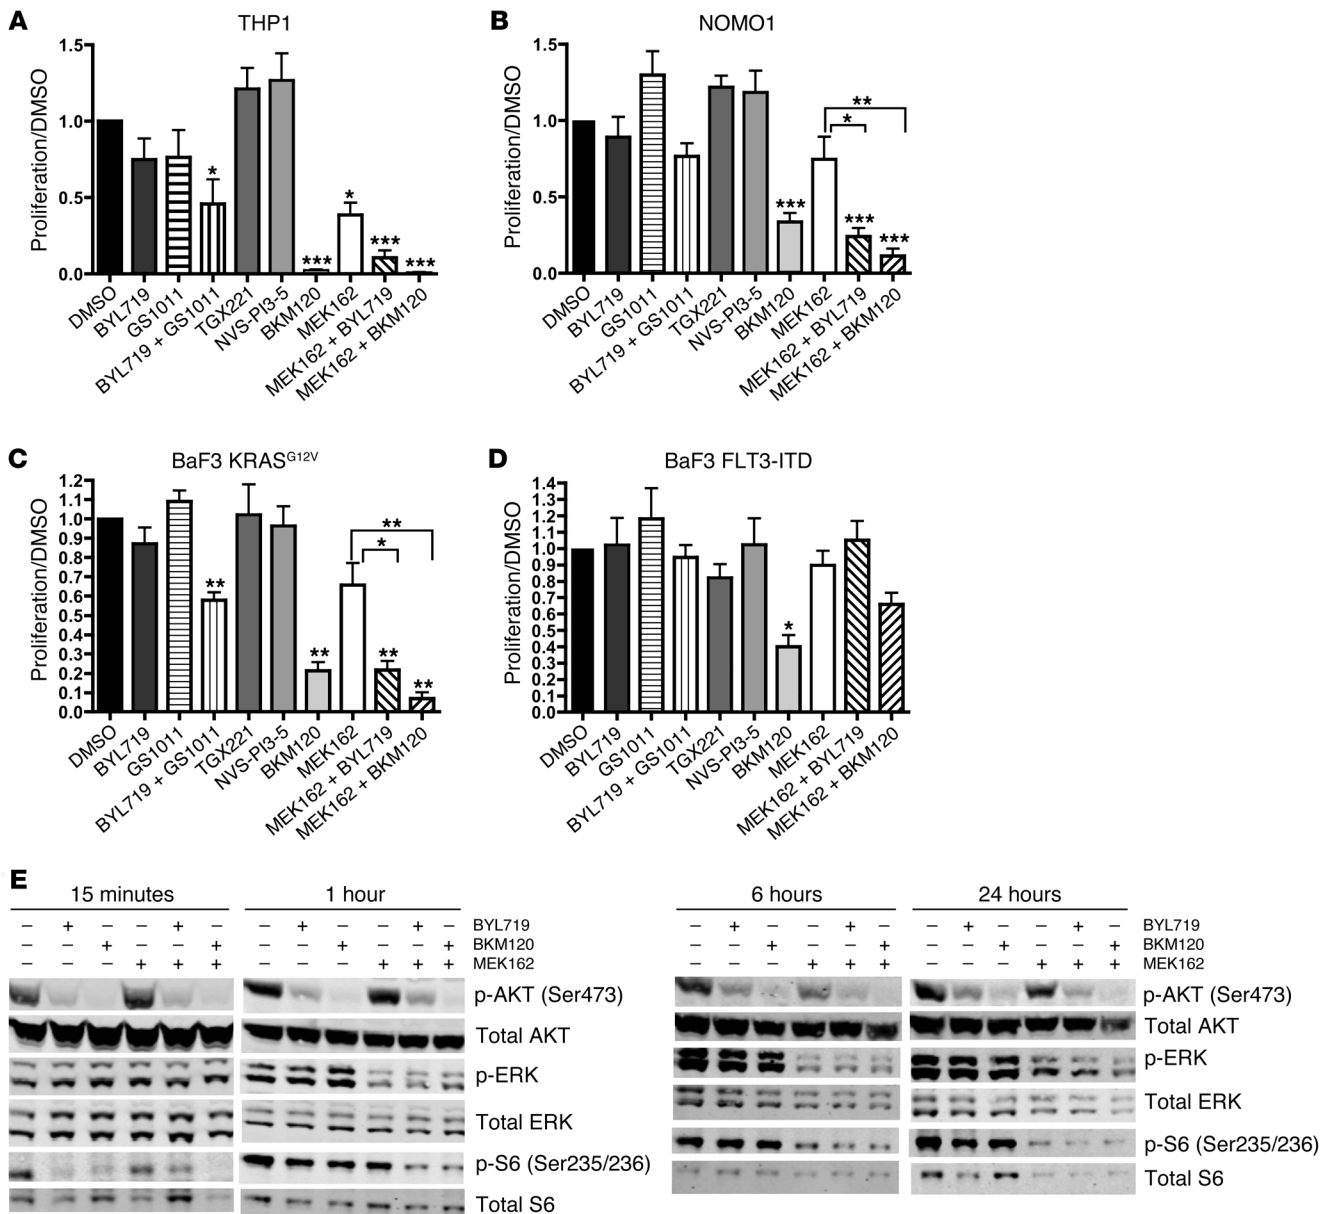 A
THP1
Proliferation/DMSO
1.5
1.0
0.5
0.0
*
***
*
***
***
DMSO
BYL719
GS1011
BYL719 + GS1011
TGX221
NVS-PI3-5
BKM120
MEK162
MEK162 + BYL719
MEK162 + BKM120
B
NOMO1
Proliferation/DMSO
1.5
1.0
0.5
0.0
**
*
***
***
***
DMSO
BYL719
GS1011
BYL719 + GS1011
TGX221
NVS-PI3-5
BKM120
MEK162
MEK162 + BYL719
MEK162 + BKM120
C
BaF3 KRASG12V
Proliferation/DMSO
1.2
1.1
1.0
0.9
0.8
0.7
0.6
0.5
0.4
0.3
0.2
0.1
0.0
**
*
**
**
**
**
DMSO
BYL719
GS1011
BYL719 + GS1011
TGX221
NVS-PI3-5
BKM120
MEK162
MEK162 + BYL719
MEK162 + BKM120
D
BaF3 FLT3-ITD
Proliferation/DMSO
1.4
1.3
1.2
1.1
1.0
0.9
0.8
0.7
0.6
0.5
0.4
0.3
0.2
0.1
0.0
*
DMSO
BYL719
GS1011
BYL719 + GS1011
TGX221
NVS-PI3-5
BKM120
MEK162
MEK162 + BYL719
MEK162 + BKM120
E
15 minutes 1 hour
– + – – + – – + – – + – BYL719
– – + – – + – – + – – + BKM120
– – – + + + – – – + + + MEK162
p-AKT (Ser473)
Total AKT
p-ERK
Total ERK
p-S6 (Ser235/236)
Total S6
6 hours 24 hours
– + – – + – – + – – + – BYL719
– – + – – + – – + – – + BKM120
– – – + + + – – – + + + MEK162
p-AKT (Ser473)
Total AKT
p-ERK
Total ERK
p-S6 (Ser235/236)
Total S6